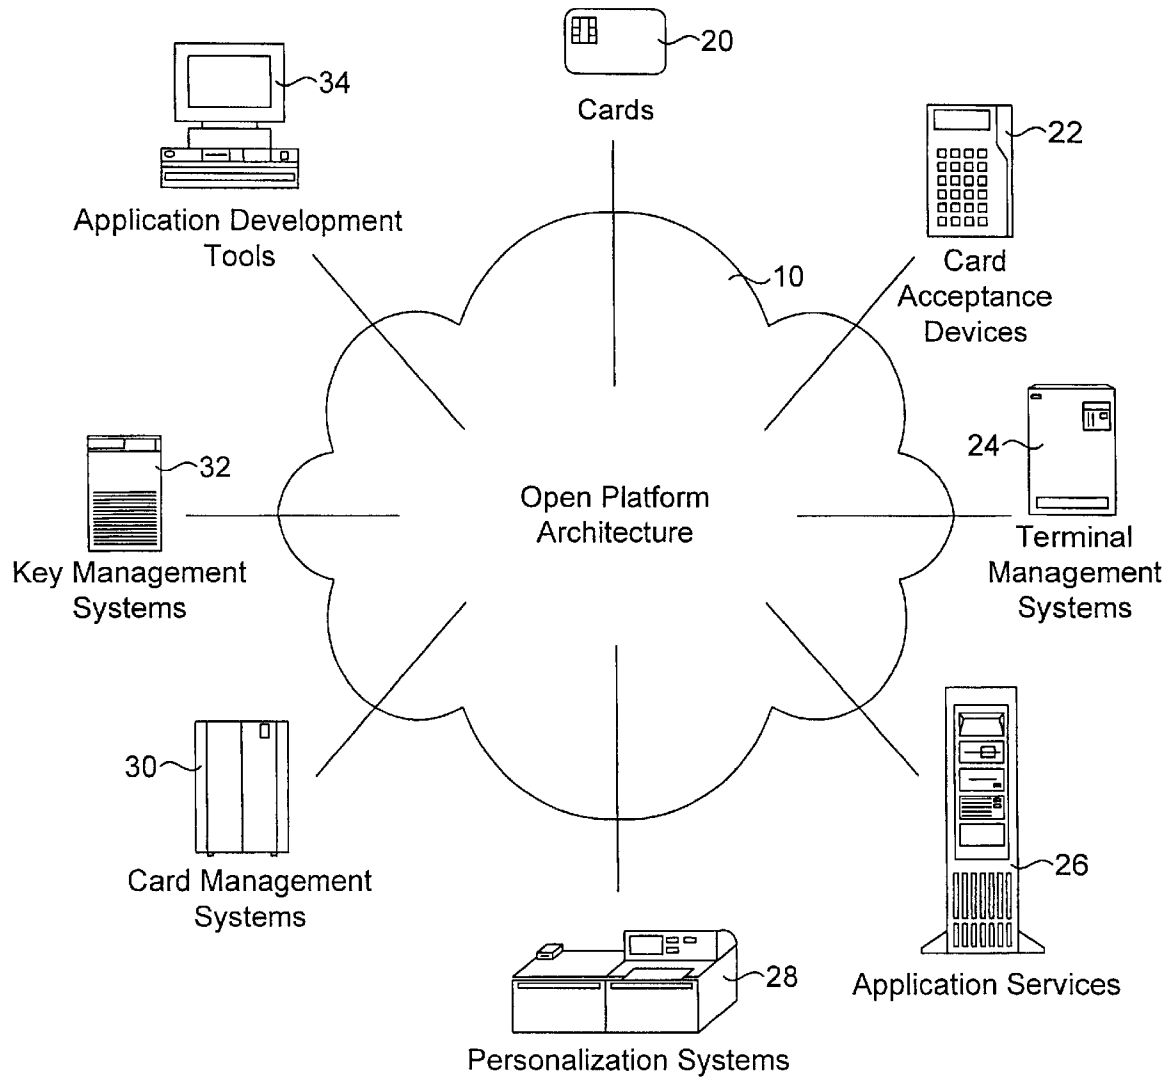 20
Cards
34
Application Development
Tools
22
Card
Acceptance
Devices
10
24
Terminal
Management
Systems
32
Key Management
Systems
Open Platform
Architecture
30
Card Management
Systems
26
Application Services
28
Personalization Systems